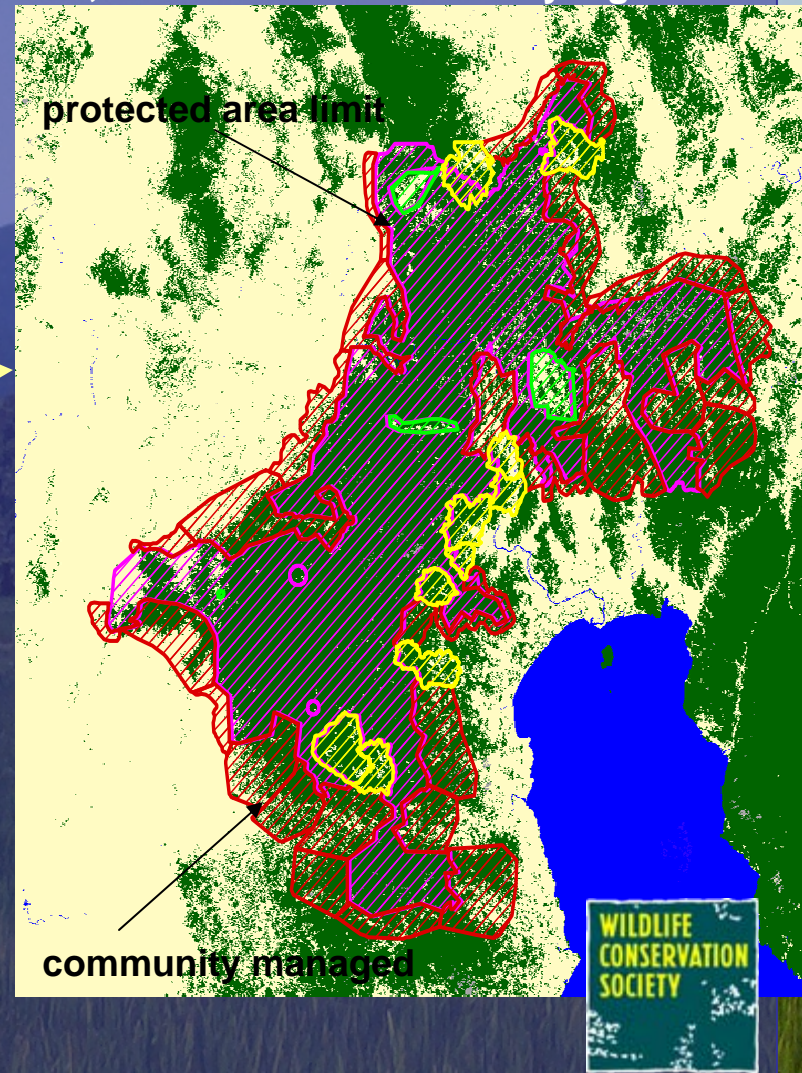 protected area limit
community managed
WILDLIFE
CONSERVATION
SOCIETY